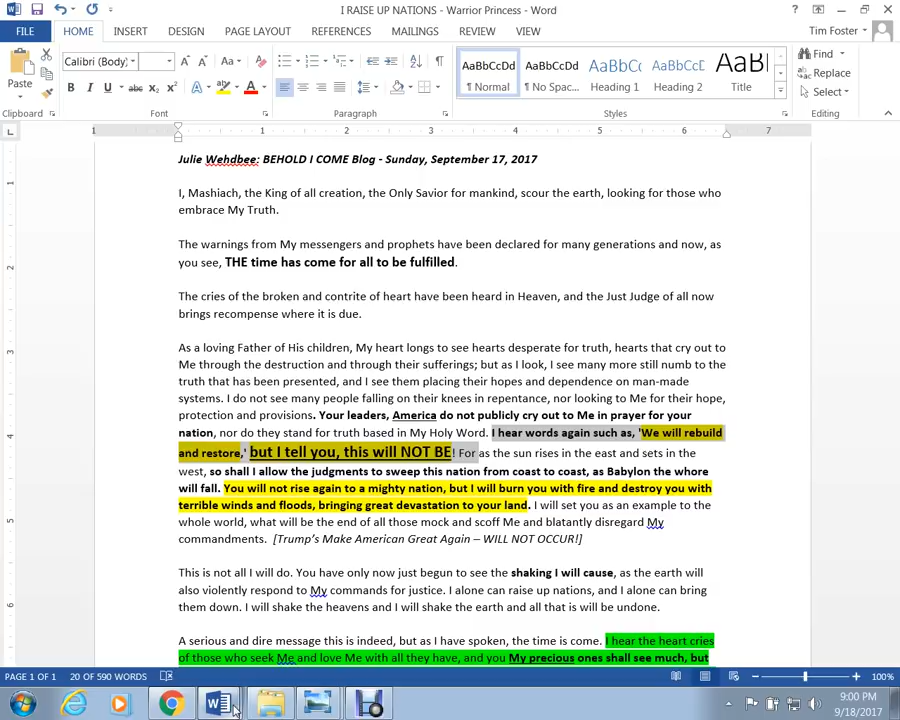 I RAISE UP NATIONS - Warrior Princess - Word
FILE HOME INSERT DESIGN PAGE LAYOUT REFERENCES MAILINGS REVIEW VIEW Tim Foster
Calibri (Body) Aa
Paste B I U abc x₂ x² A
AaBbCcDd AaBbCcDd AaBbCc AaBbCcC AaBl
¶ Normal ¶ No Spac... Heading 1 Heading 2 Title
Find
Replace
Select
Clipboard Font Paragraph Styles Editing
1 1 2 3 4 5 6 7
Julie Wehdbee: BEHOLD I COME Blog - Sunday, September 17, 2017
I, Mashiach, the King of all creation, the Only Savior for mankind, scour the earth, looking for those who
embrace My Truth.
The warnings from My messengers and prophets have been declared for many generations and now, as
you see, THE time has come for all to be fulfilled.
The cries of the broken and contrite of heart have been heard in Heaven, and the Just Judge of all now
brings recompense where it is due.
As a loving Father of His children, My heart longs to see hearts desperate for truth, hearts that cry out to
Me through the destruction and through their sufferings; but as I look, I see many more still numb to the
truth that has been presented, and I see them placing their hopes and dependence on man-made
systems. I do not see many people falling on their knees in repentance, nor looking to Me for their hope,
protection and provisions. Your leaders, America do not publicly cry out to Me in prayer for your
nation, nor do they stand for truth based in My Holy Word. I hear words again such as, 'We will rebuild
and restore,' but I tell you, this will NOT BE! For as the sun rises in the east and sets in the
west, so shall I allow the judgments to sweep this nation from coast to coast, as Babylon the whore
will fall. You will not rise again to a mighty nation, but I will burn you with fire and destroy you with
terrible winds and floods, bringing great devastation to your land. I will set you as an example to the
whole world, what will be the end of all those mock and scoff Me and blatantly disregard My
commandments. [Trump's Make American Great Again – WILL NOT OCCUR!]
This is not all I will do. You have only now just begun to see the shaking I will cause, as the earth will
also violently respond to My commands for justice. I alone can raise up nations, and I alone can bring
them down. I will shake the heavens and I will shake the earth and all that is will be undone.
A serious and dire message this is indeed, but as I have spoken, the time is come. I hear the heart cries
of those who seek Me and love Me with all they have, and you My precious ones shall see much, but
PAGE 1 OF 1 20 OF 590 WORDS 100%
9:00 PM
9/18/2017